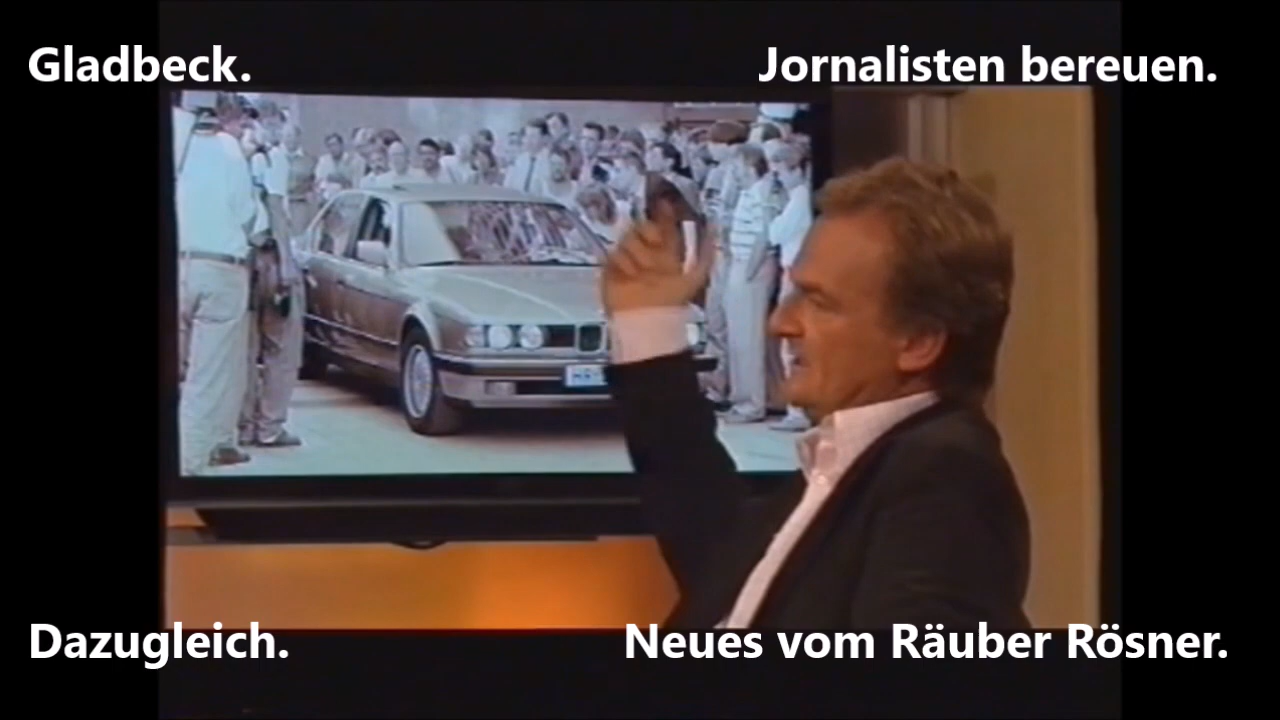 Gladbeck.
Jornalisten bereuen.
Dazugleich.
Neues vom Räuber Rösner.